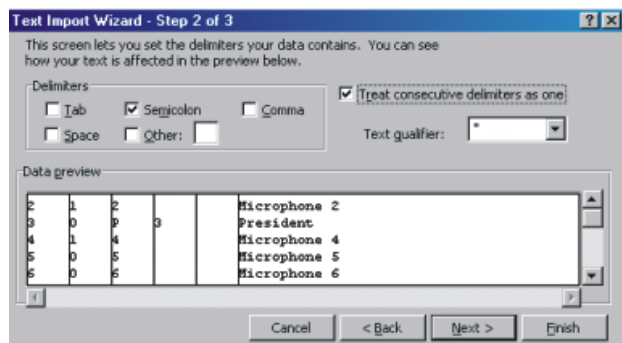 Text Import Wizard - Step 2 of 3
This screen lets you set the delimiters your data contains. You can see
how your text is affected in the preview below.
Delimiters
Tab Semicolon Comma
Space Other:
Treat consecutive delimiters as one
Text qualifier: "
Data preview
2 1 2 Microphone 2
3 0 P 3 President
4 1 4 Microphone 4
5 0 5 Microphone 5
6 0 6 Microphone 6
Cancel < Back Next > Finish